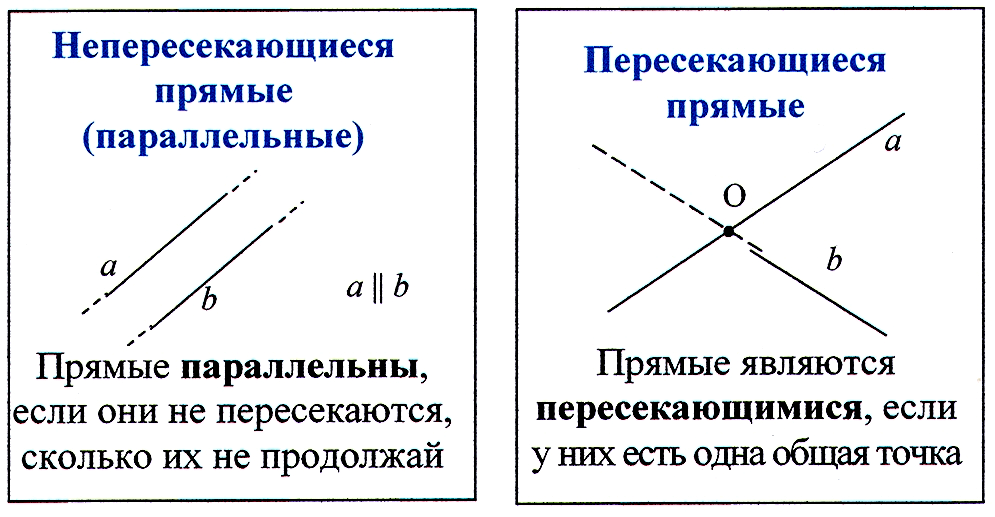 Непересекающиеся
прямые
(параллельные)
a
b
a || b
Прямые параллельны,
если они не пересекаются,
сколько их не продолжай
Пересекающиеся
прямые
a
O
b
Прямые являются
пересекающимися, если
у них есть одна общая точка